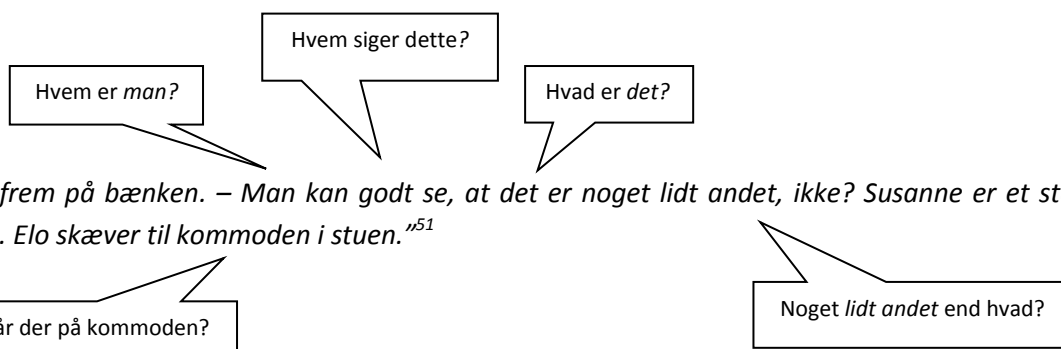 Hvem siger dette?
Hvem er man?
Hvad er det?
frem på bænken. – Man kan godt se, at det er noget lidt andet, ikke? Susanne er et st
. Elo skæver til kommoden i stuen.”51
år der på kommoden?
Noget lidt andet end hvad?